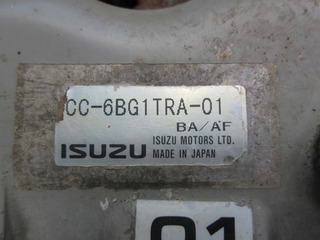 CC-6BG1TRA-01
BA/AF
ISUZU ISUZU MOTORS LTD.
MADE IN JAPAN
01